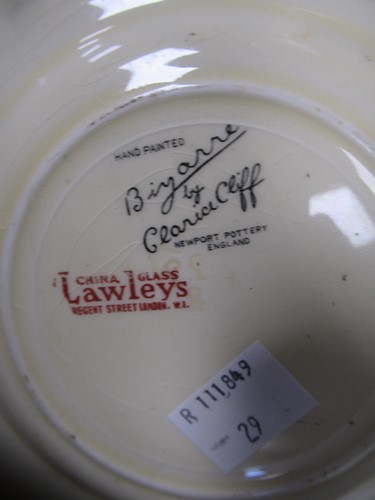 HAND PAINTED
Bizarre
by
Clarice Cliff
NEWPORT POTTERY
ENGLAND
CHINA GLASS
Lawleys
REGENT STREET LONDON. W.1.
R 111,849
29